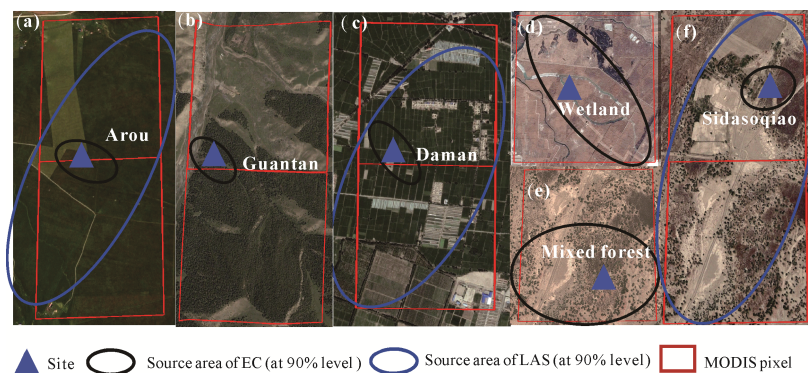 (a)
Arou
(b)
Guantan
(c)
Daman
(d)
Wetland
(e)
Mixed forest
(f)
Sidasoqiao
Site Source area of EC (at 90% level) Source area of LAS (at 90% level) MODIS pixel